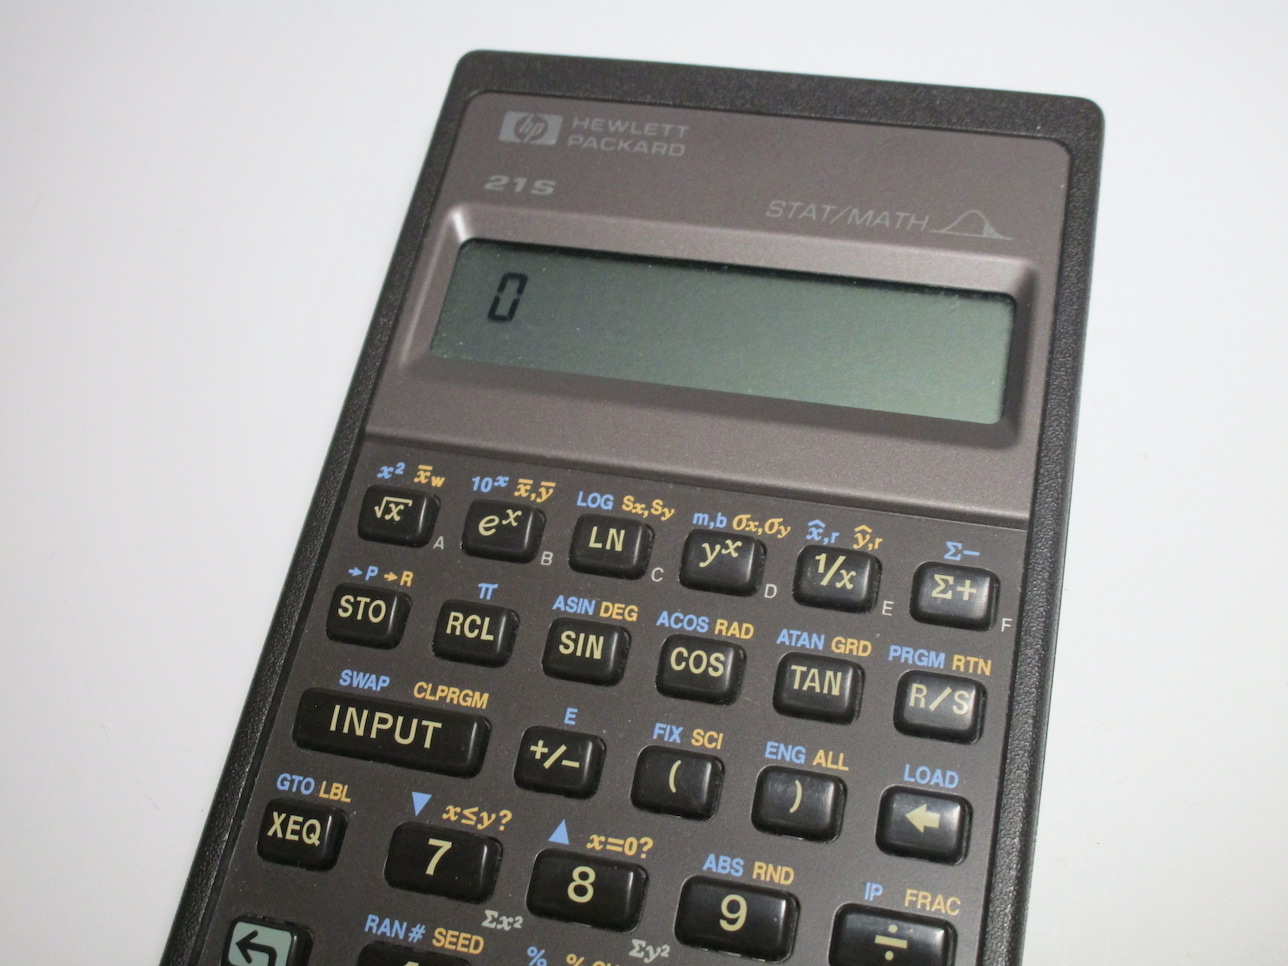 hp HEWLETT
PACKARD
21S
STAT/MATH
0
x² x̄w 10ˣ x̄,ȳ LOG Sx,Sy m,b σx,σy x̂,r ŷ,r Σ−
√x eˣ LN yˣ 1/x Σ+
A B C D E F
→P →R π ASIN DEG ACOS RAD ATAN GRD PRGM RTN
STO RCL SIN COS TAN R/S
SWAP CLPRGM E FIX SCI ENG ALL LOAD
INPUT +/− ( ) ←
GTO LBL ▼ x≤y? ▲ x=0? ABS RND IP FRAC
XEQ 7 8 9 ÷
RAN# SEED Σx² % Σy²